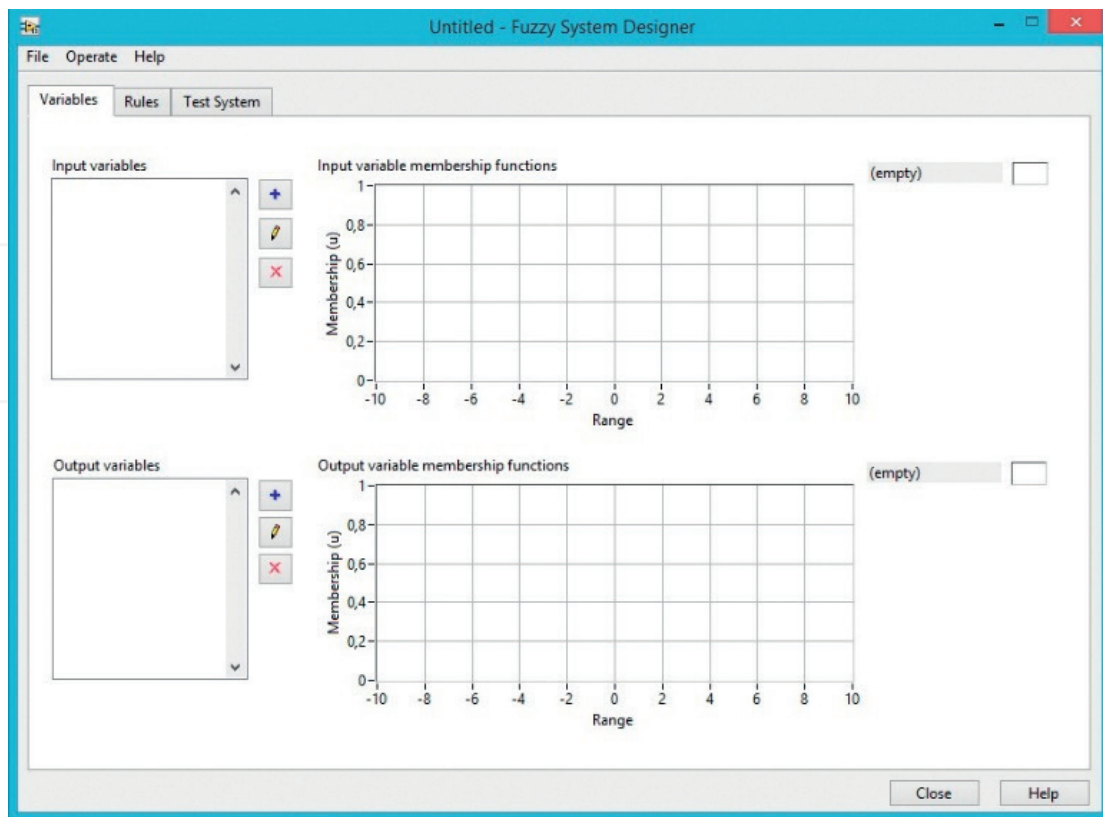 Untitled - Fuzzy System Designer
File Operate Help
Variables Rules Test System
Input variables
Input variable membership functions
(empty)
Membership (u)
1
0,8
0,6
0,4
0,2
0
-10 -8 -6 -4 -2 0 2 4 6 8 10
Range
Output variables
Output variable membership functions
(empty)
Membership (u)
1
0,8
0,6
0,4
0,2
0
-10 -8 -6 -4 -2 0 2 4 6 8 10
Range
Close Help